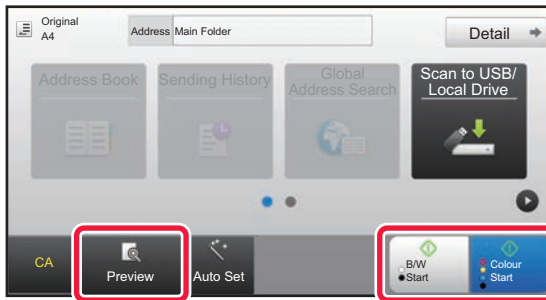 Original
A4
Address Main Folder
Detail
Address Book
Sending History
Global
Address Search
Scan to USB/
Local Drive
CA
Preview
Auto Set
B/W
Start
Colour
Start